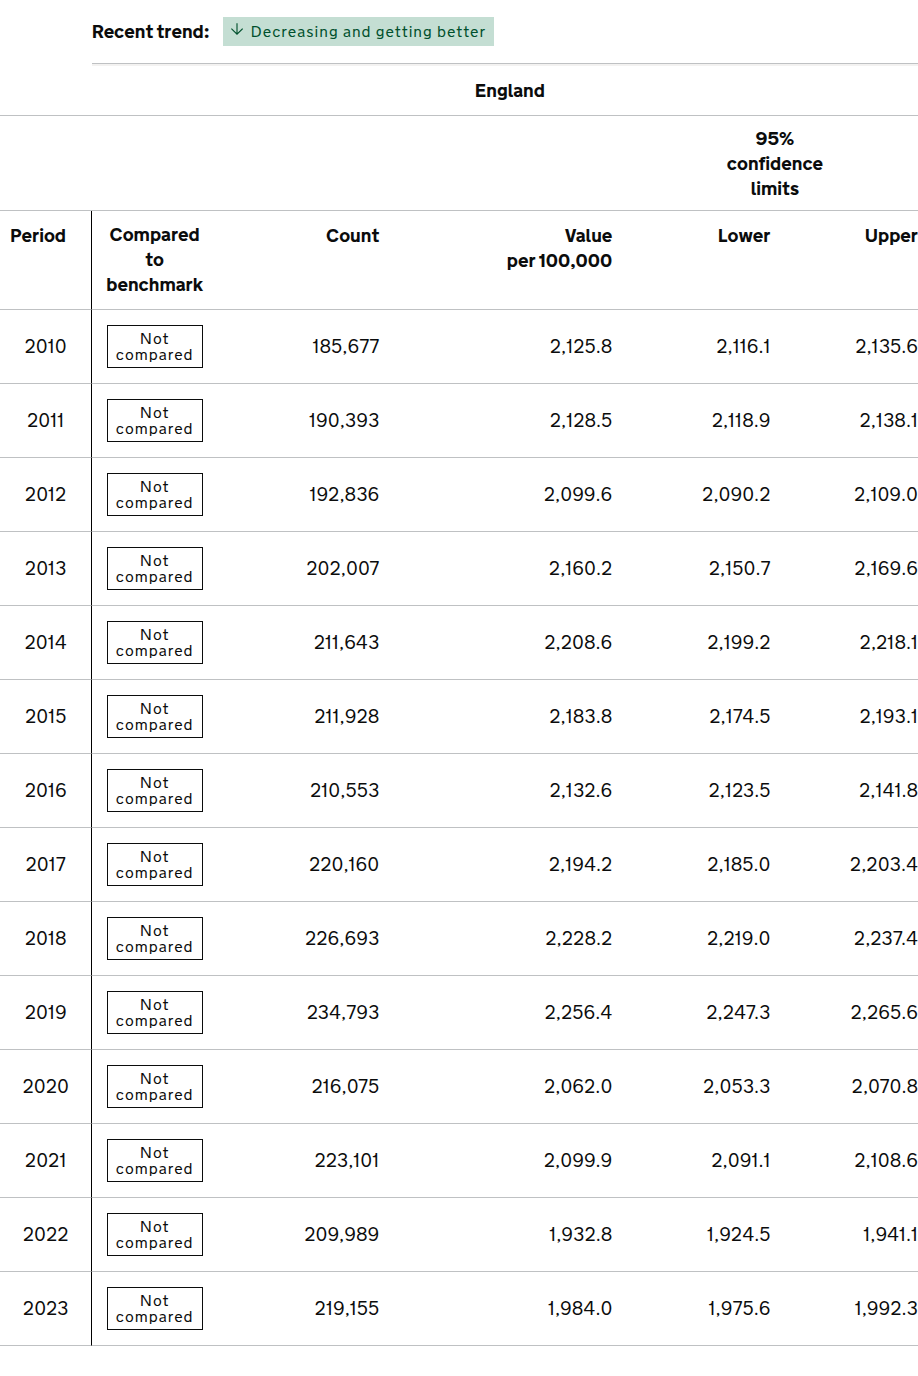 Recent trend: ↓ Decreasing and getting better
England
95%
confidence
limits
Period Compared to benchmark Count Value per 100,000 Lower Upper
2010 Not compared 185,677 2,125.8 2,116.1 2,135.6
2011 Not compared 190,393 2,128.5 2,118.9 2,138.1
2012 Not compared 192,836 2,099.6 2,090.2 2,109.0
2013 Not compared 202,007 2,160.2 2,150.7 2,169.6
2014 Not compared 211,643 2,208.6 2,199.2 2,218.1
2015 Not compared 211,928 2,183.8 2,174.5 2,193.1
2016 Not compared 210,553 2,132.6 2,123.5 2,141.8
2017 Not compared 220,160 2,194.2 2,185.0 2,203.4
2018 Not compared 226,693 2,228.2 2,219.0 2,237.4
2019 Not compared 234,793 2,256.4 2,247.3 2,265.6
2020 Not compared 216,075 2,062.0 2,053.3 2,070.8
2021 Not compared 223,101 2,099.9 2,091.1 2,108.6
2022 Not compared 209,989 1,932.8 1,924.5 1,941.1
2023 Not compared 219,155 1,984.0 1,975.6 1,992.3